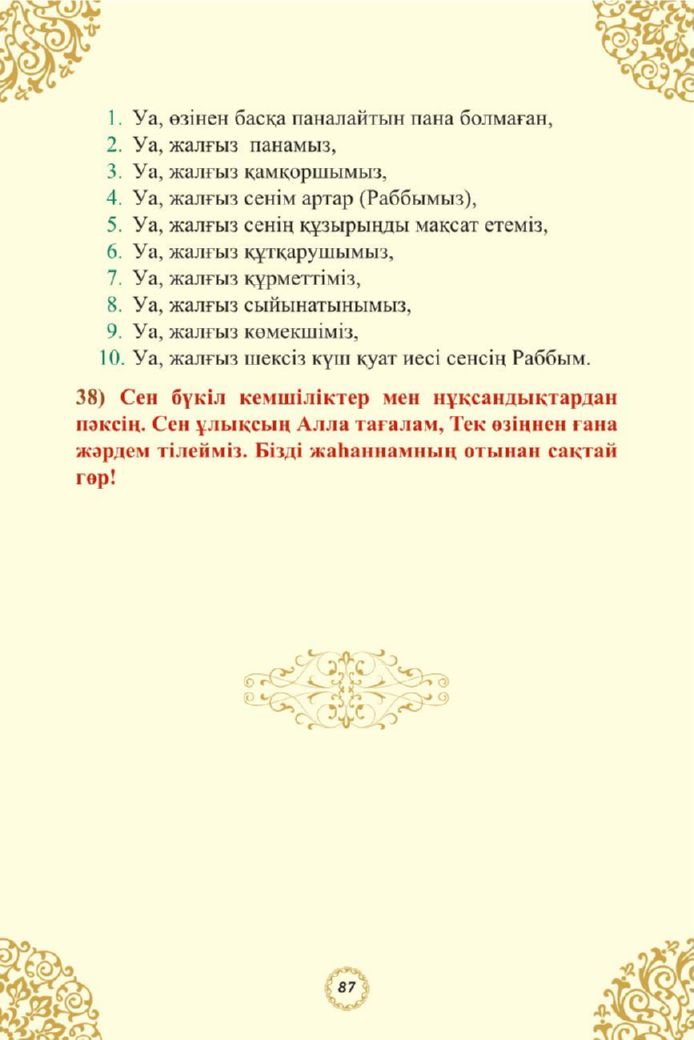 1. Уа, өзінен басқа паналайтын пана болмаған,
2. Уа, жалғыз панамыз,
3. Уа, жалғыз қамқоршымыз,
4. Уа, жалғыз сенім артар (Раббымыз),
5. Уа, жалғыз сенің құзырыңды мақсат етеміз,
6. Уа, жалғыз құтқарушымыз,
7. Уа, жалғыз құрметтіміз,
8. Уа, жалғыз сыйынатынымыз,
9. Уа, жалғыз көмекшіміз,
10. Уа, жалғыз шексіз күш қуат иесі сенсің Раббым.
38) Сен бүкіл кемшіліктер мен нұқсандықтардан
пәксің. Сен ұлықсың Алла тағалам, Тек өзіңнен ғана
жәрдем тілейміз. Бізді жаһаннамның отынан сақтай
гөр!
87